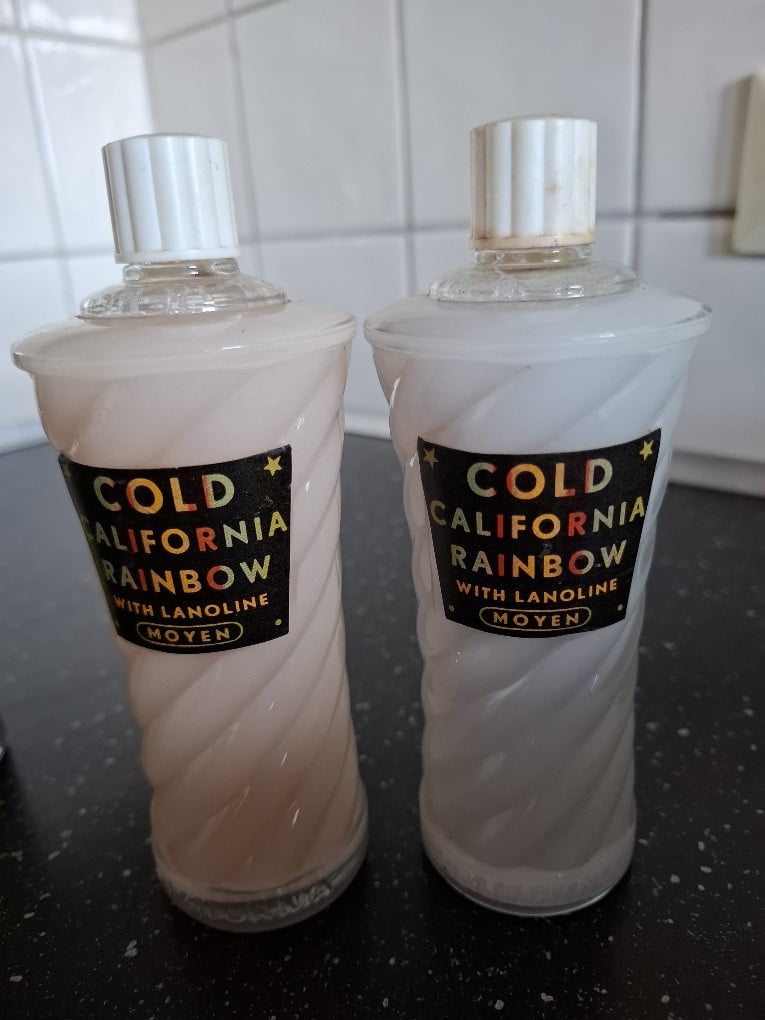 COLD
CALIFORNIA
RAINBOW
WITH LANOLINE
MOYEN
COLD
CALIFORNIA
RAINBOW
WITH LANOLINE
MOYEN